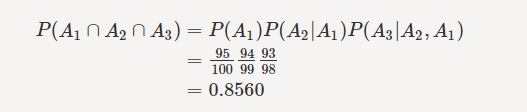 P(A₁ ∩ A₂ ∩ A₃) = P(A₁)P(A₂|A₁)P(A₃|A₂, A₁)
= 95/100 94/99 93/98
= 0.8560